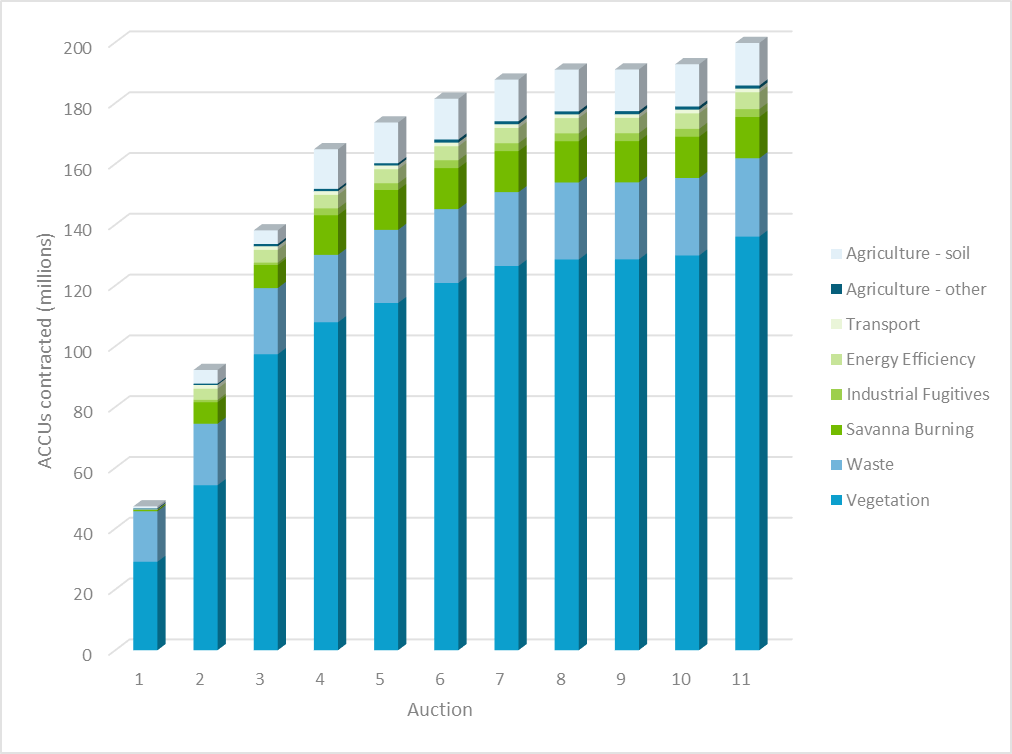 200
180
160
140
120
100
80
60
40
20
0
ACCUs contracted (millions)
1 2 3 4 5 6 7 8 9 10 11
Auction
Agriculture - soil
Agriculture - other
Transport
Energy Efficiency
Industrial Fugitives
Savanna Burning
Waste
Vegetation